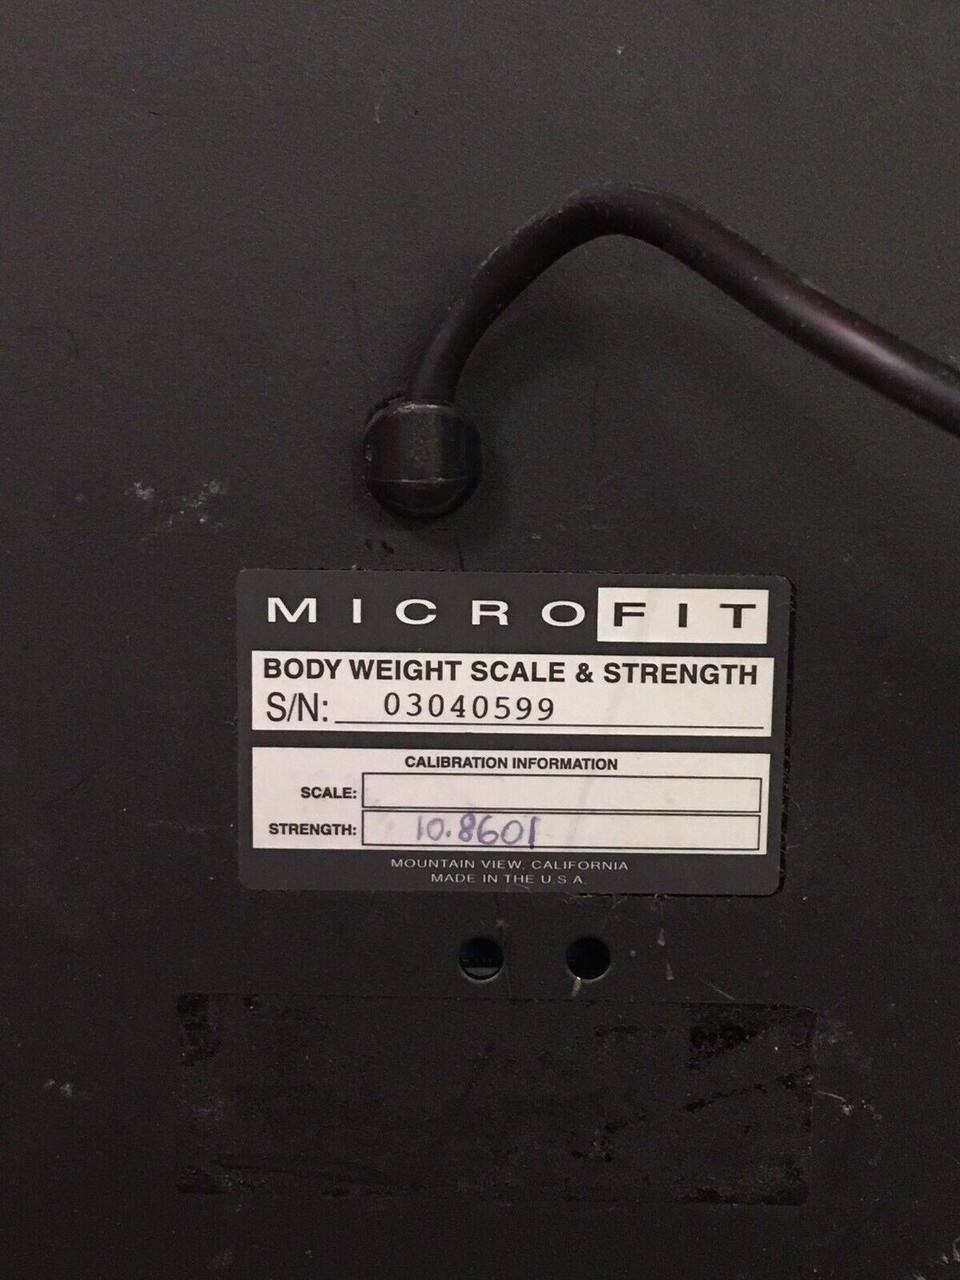 MICROFIT
BODY WEIGHT SCALE & STRENGTH
S/N: 03040599
CALIBRATION INFORMATION
SCALE:
STRENGTH: 10.8601
MOUNTAIN VIEW, CALIFORNIA
MADE IN THE U.S.A.